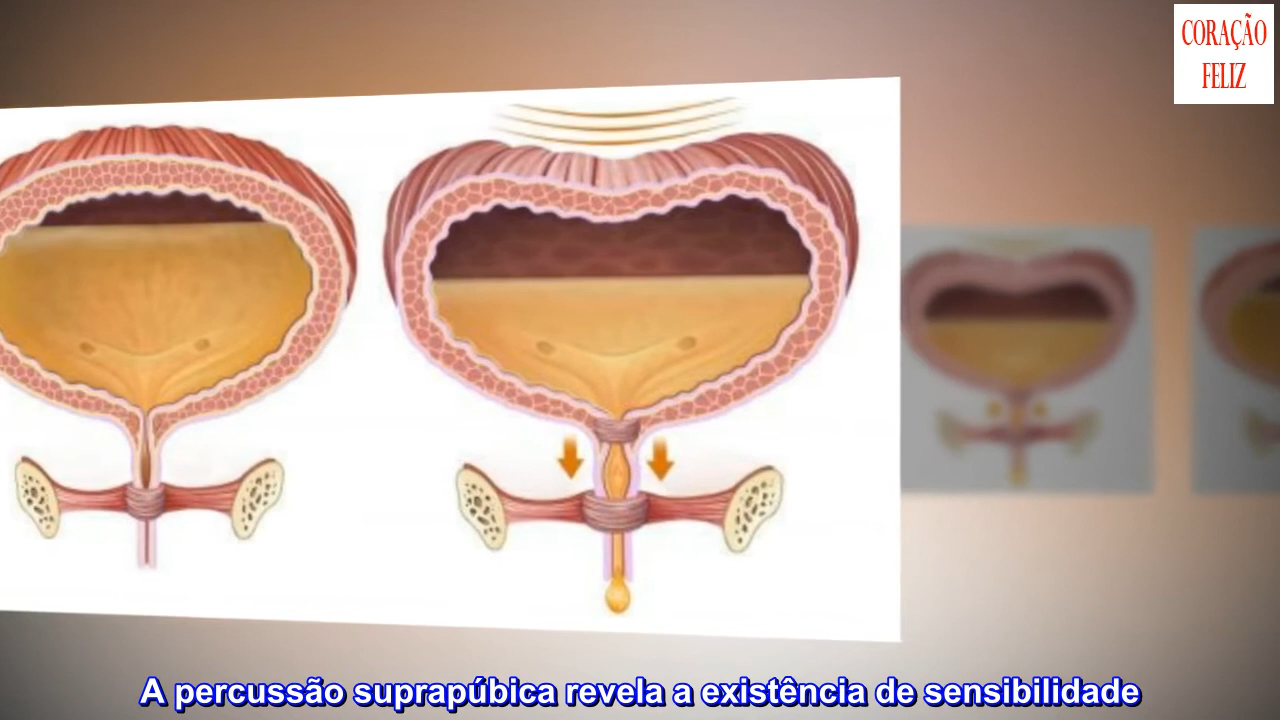 CORAÇÃO
FELIZ
A percussão suprapúbica revela a existência de sensibilidade